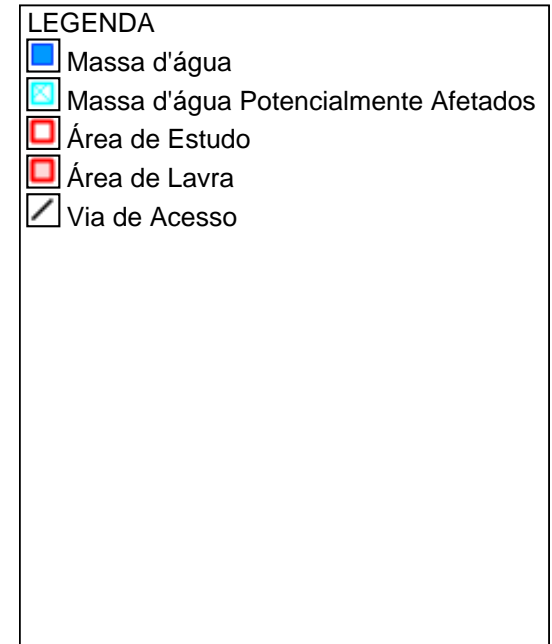 LEGENDA
Massa d'água
Massa d'água Potencialmente Afetados
Área de Estudo
Área de Lavra
Via de Acesso